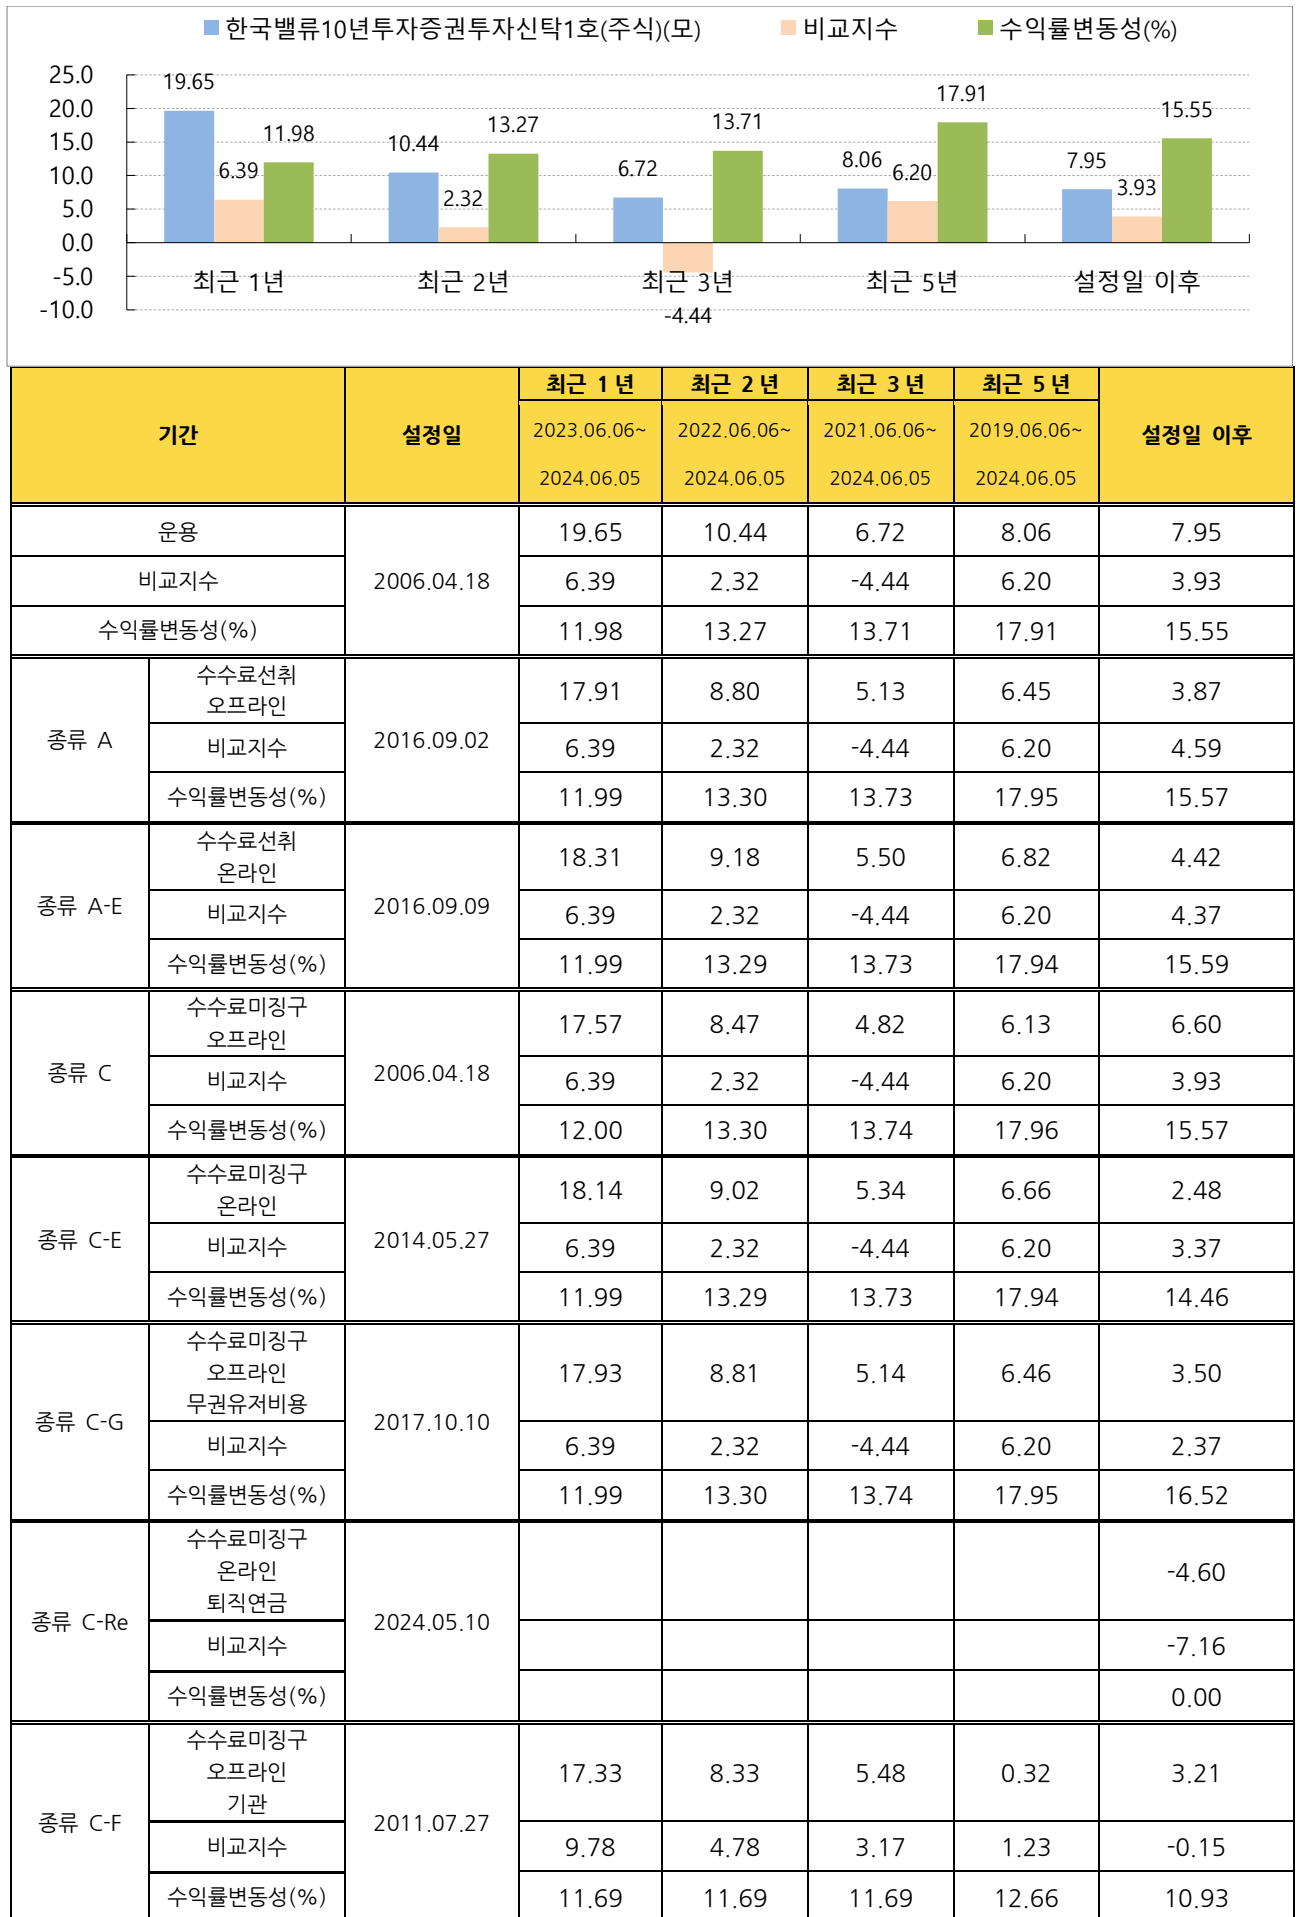 한국밸류10년투자증권투자신탁1호(주식)(모) 비교지수 수익률변동성(%)
25.0
20.0
15.0
10.0
5.0
0.0
-5.0
-10.0
19.65 6.39 11.98
10.44 2.32 13.27
6.72 -4.44 13.71
8.06 6.20 17.91
7.95 3.93 15.55
최근 1년 최근 2년 최근 3년 최근 5년 설정일 이후
기간 설정일 최근 1년 최근 2년 최근 3년 최근 5년 설정일 이후
2023.06.06~ 2022.06.06~ 2021.06.06~ 2019.06.06~
2024.06.05 2024.06.05 2024.06.05 2024.06.05
운용 19.65 10.44 6.72 8.06 7.95
2006.04.18
비교지수 6.39 2.32 -4.44 6.20 3.93
수익률변동성(%) 11.98 13.27 13.71 17.91 15.55
종류 A
수수료선취
오프라인
17.91 8.80 5.13 6.45 3.87
2016.09.02
비교지수 6.39 2.32 -4.44 6.20 4.59
수익률변동성(%) 11.99 13.30 13.73 17.95 15.57
종류 A-E
수수료선취
온라인
18.31 9.18 5.50 6.82 4.42
2016.09.09
비교지수 6.39 2.32 -4.44 6.20 4.37
수익률변동성(%) 11.99 13.29 13.73 17.94 15.59
종류 C
수수료미징구
오프라인
17.57 8.47 4.82 6.13 6.60
2006.04.18
비교지수 6.39 2.32 -4.44 6.20 3.93
수익률변동성(%) 12.00 13.30 13.74 17.96 15.57
종류 C-E
수수료미징구
온라인
18.14 9.02 5.34 6.66 2.48
2014.05.27
비교지수 6.39 2.32 -4.44 6.20 3.37
수익률변동성(%) 11.99 13.29 13.73 17.94 14.46
종류 C-G
수수료미징구
오프라인
무권유저비용
17.93 8.81 5.14 6.46 3.50
2017.10.10
비교지수 6.39 2.32 -4.44 6.20 2.37
수익률변동성(%) 11.99 13.30 13.74 17.95 16.52
종류 C-Re
수수료미징구
온라인
퇴직연금
-4.60
2024.05.10
비교지수 -7.16
수익률변동성(%) 0.00
종류 C-F
수수료미징구
오프라인
기관
17.33 8.33 5.48 0.32 3.21
2011.07.27
비교지수 9.78 4.78 3.17 1.23 -0.15
수익률변동성(%) 11.69 11.69 11.69 12.66 10.93